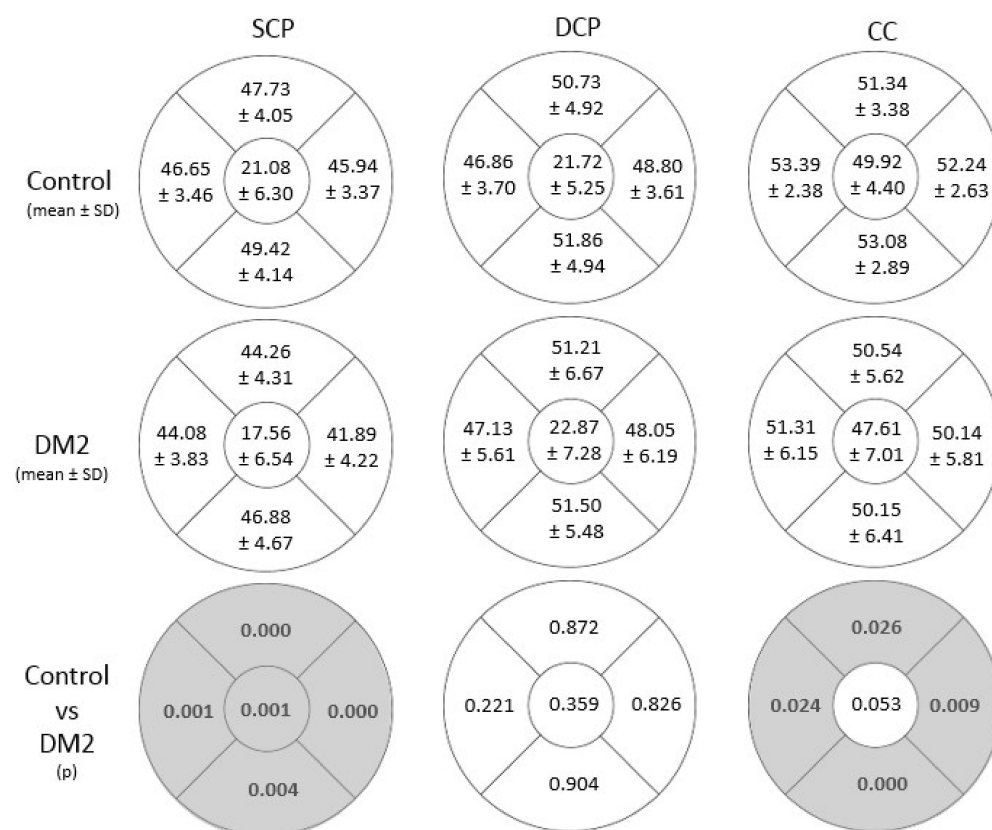 SCP DCP CC
47.73 50.73 51.34
± 4.05 ± 4.92 ± 3.38
46.65 21.08 45.94 46.86 21.72 48.80 53.39 49.92 52.24
± 3.46 ± 6.30 ± 3.37 ± 3.70 ± 5.25 ± 3.61 ± 2.38 ± 4.40 ± 2.63
Control
(mean ± SD)
49.42 51.86 53.08
± 4.14 ± 4.94 ± 2.89
44.26 51.21 50.54
± 4.31 ± 6.67 ± 5.62
44.08 17.56 41.89 47.13 22.87 48.05 51.31 47.61 50.14
± 3.83 ± 6.54 ± 4.22 ± 5.61 ± 7.28 ± 6.19 ± 6.15 ± 7.01 ± 5.81
DM2
(mean ± SD)
46.88 51.50 50.15
± 4.67 ± 5.48 ± 6.41
0.000 0.872 0.026
Control
vs
DM2
(p)
0.001 0.001 0.000 0.221 0.359 0.826 0.024 0.053 0.009
0.004 0.904 0.000